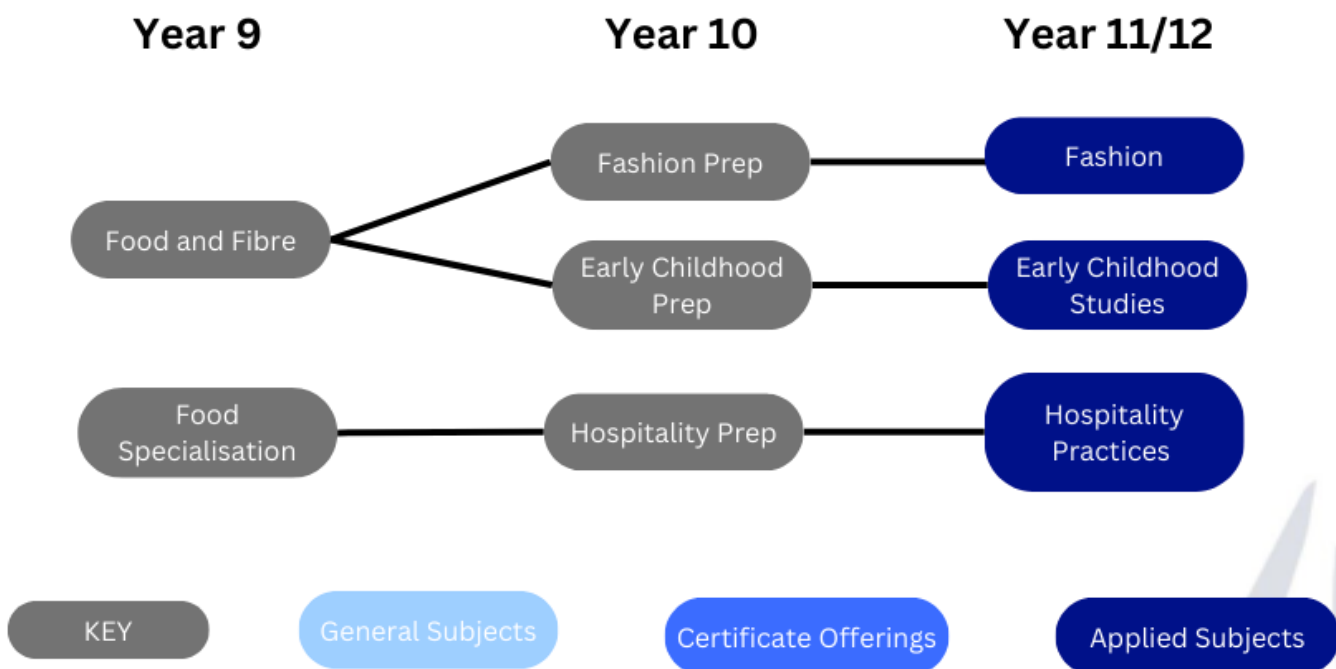 Year 9
Year 10
Year 11/12
Fashion Prep
Fashion
Food and Fibre
Early Childhood
Prep
Early Childhood
Studies
Food
Specialisation
Hospitality Prep
Hospitality
Practices
KEY
General Subjects
Certificate Offerings
Applied Subjects